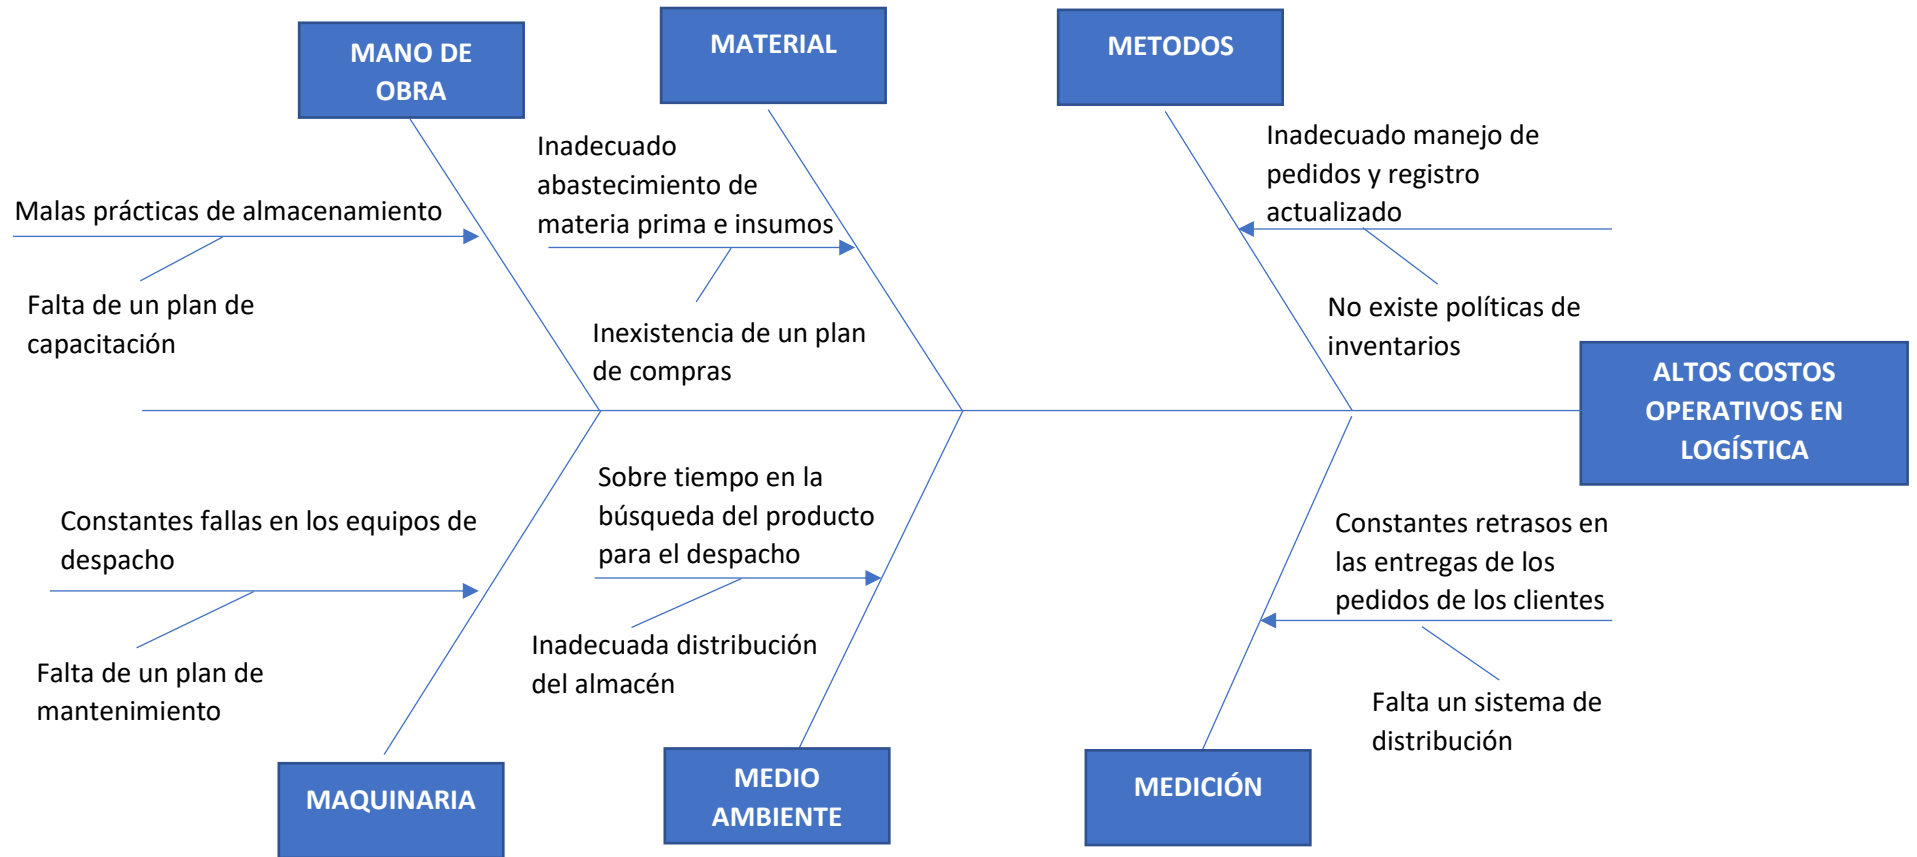 MANO DE
OBRA
MATERIAL
METODOS
Malas prácticas de almacenamiento
Falta de un plan de
capacitación
Inadecuado
abastecimiento de
materia prima e insumos
Inexistencia de un plan
de compras
Inadecuado manejo de
pedidos y registro
actualizado
No existe políticas de
inventarios
ALTOS COSTOS
OPERATIVOS EN
LOGÍSTICA
Constantes fallas en los equipos de
despacho
Falta de un plan de
mantenimiento
Sobre tiempo en la
búsqueda del producto
para el despacho
Inadecuada distribución
del almacén
Constantes retrasos en
las entregas de los
pedidos de los clientes
Falta un sistema de
distribución
MAQUINARIA
MEDIO
AMBIENTE
MEDICIÓN